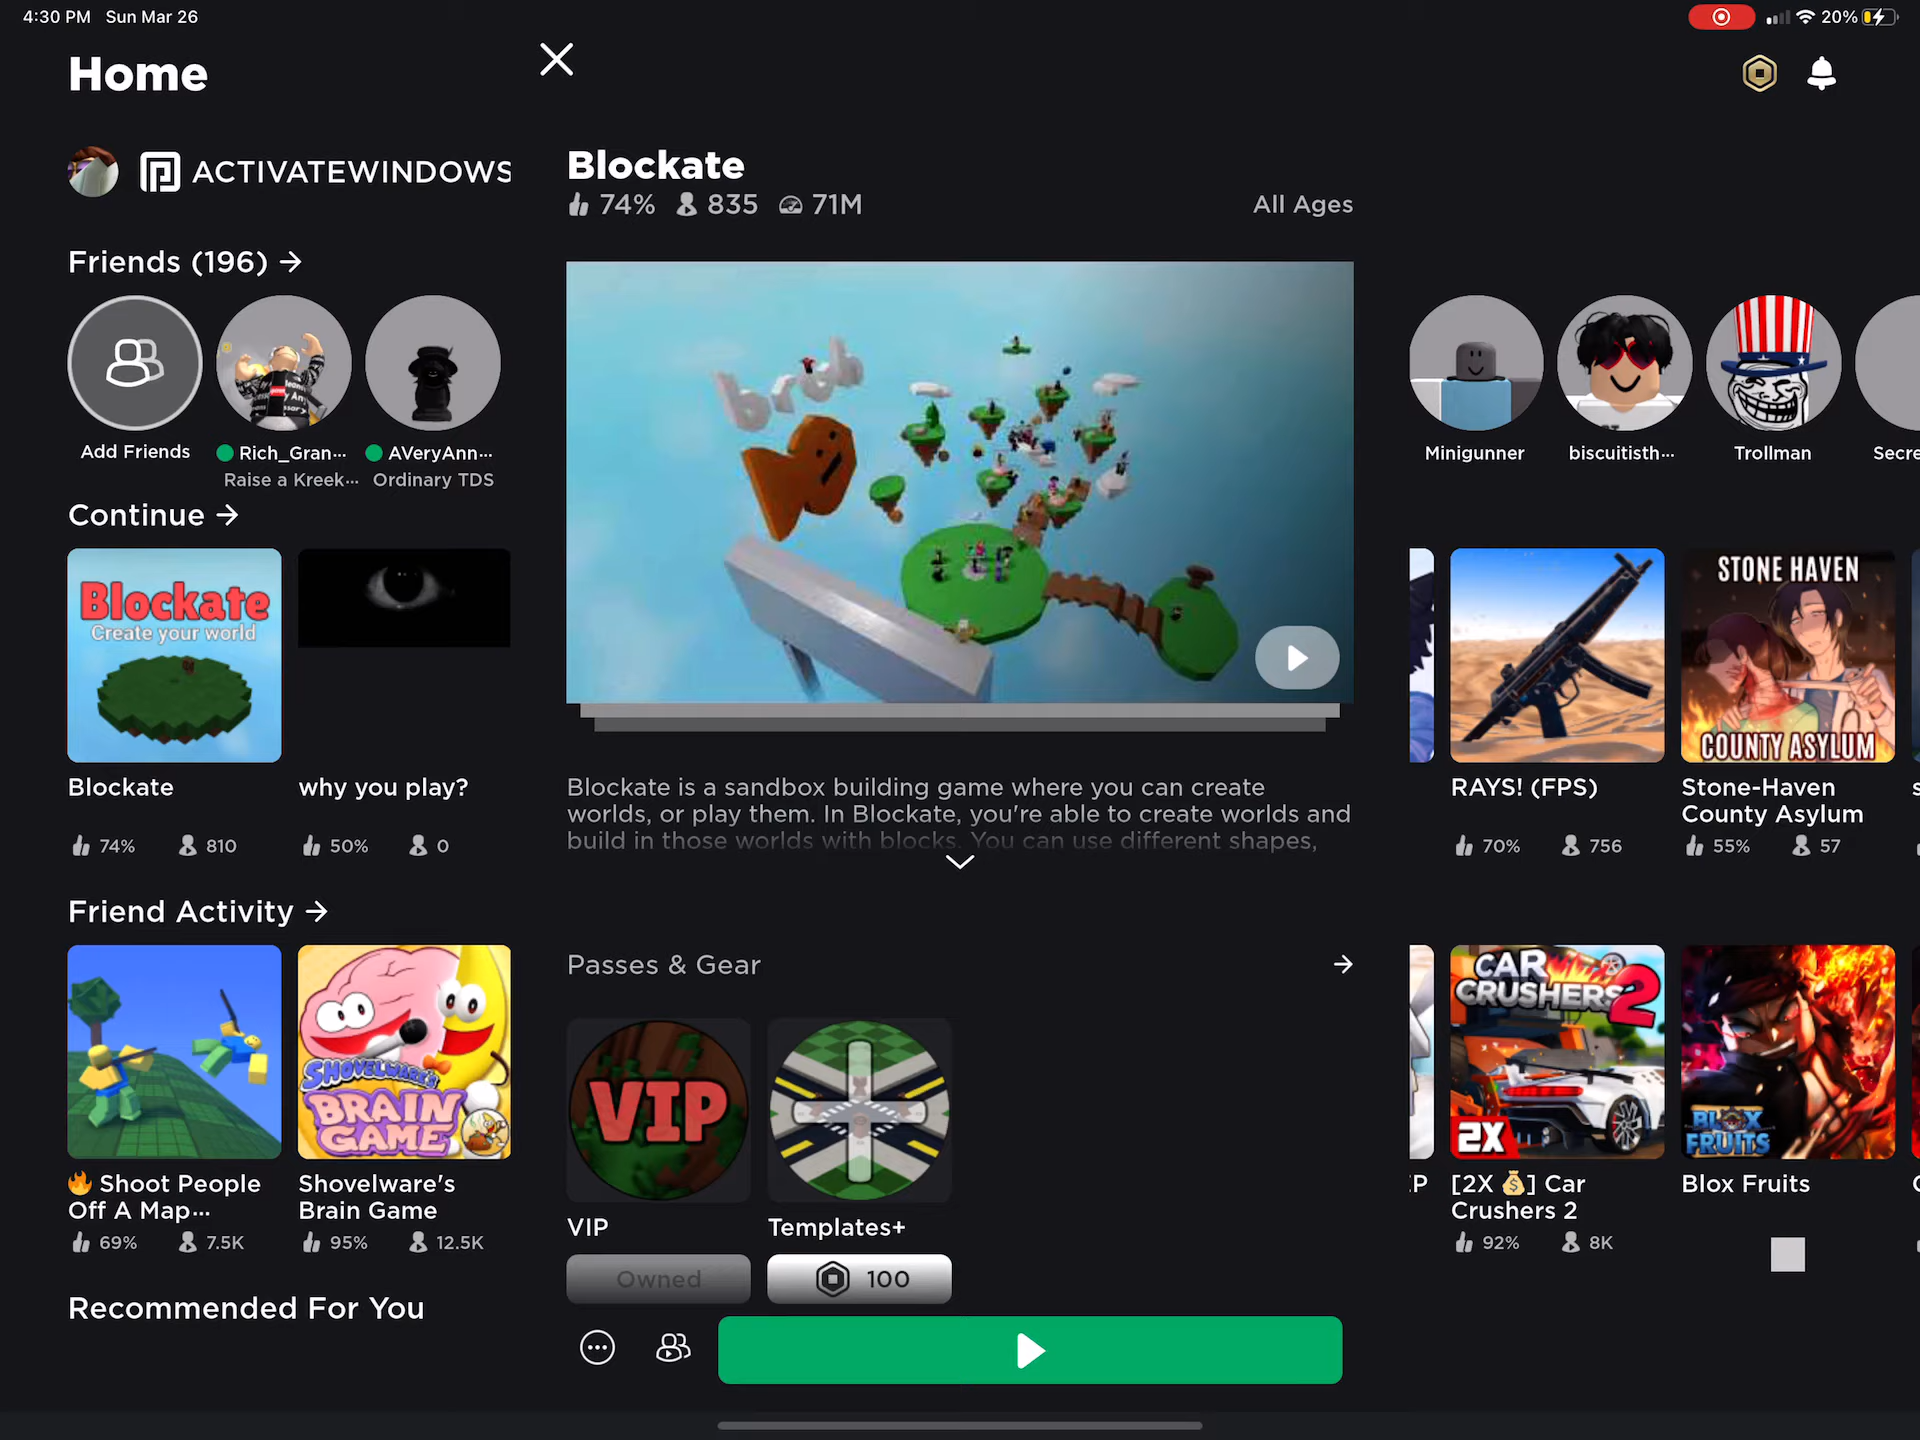 4:30 PM Sun Mar 26
20%
Home
ACTIVATEWINDOWS
Blockate
74% 835 71M
All Ages
Friends (196)
Add Friends
Rich_Gran...
Raise a Kreek...
AVeryAnn...
Ordinary TDS
Minigunner
biscuitisth...
Trollman
Secre
brob
Continue
Blockate
Create your world
Blockate
74% 810
why you play?
50% 0
RAYS! (FPS)
70% 756
STONE HAVEN
COUNTY ASYLUM
Stone-Haven
County Asylum
55% 57
Blockate is a sandbox building game where you can create
worlds, or play them. In Blockate, you're able to create worlds and
build in those worlds with blocks. You can use different shapes,
Friend Activity
🔥 Shoot People
Off A Map...
69% 7.5K
SHOVELWARE'S
BRAIN
GAME
Shovelware's
Brain Game
95% 12.5K
Passes & Gear
VIP
VIP
Owned
Templates+
100
CAR
CRUSHERS 2
2X
[2X 💰] Car
Crushers 2
92% 8K
BLOX
FRUITS
Blox Fruits
Recommended For You